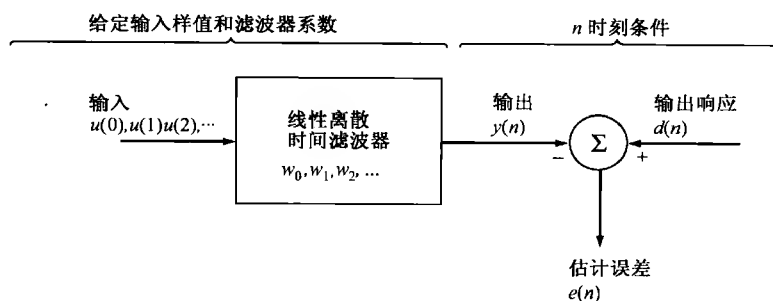 给定输入样值和滤波器系数
n 时刻条件
输入
u(0),u(1)u(2),…
线性离散
时间滤波器
w₀,w₁,w₂,…
输出
y(n)
−
Σ
+
输出响应
d(n)
估计误差
e(n)